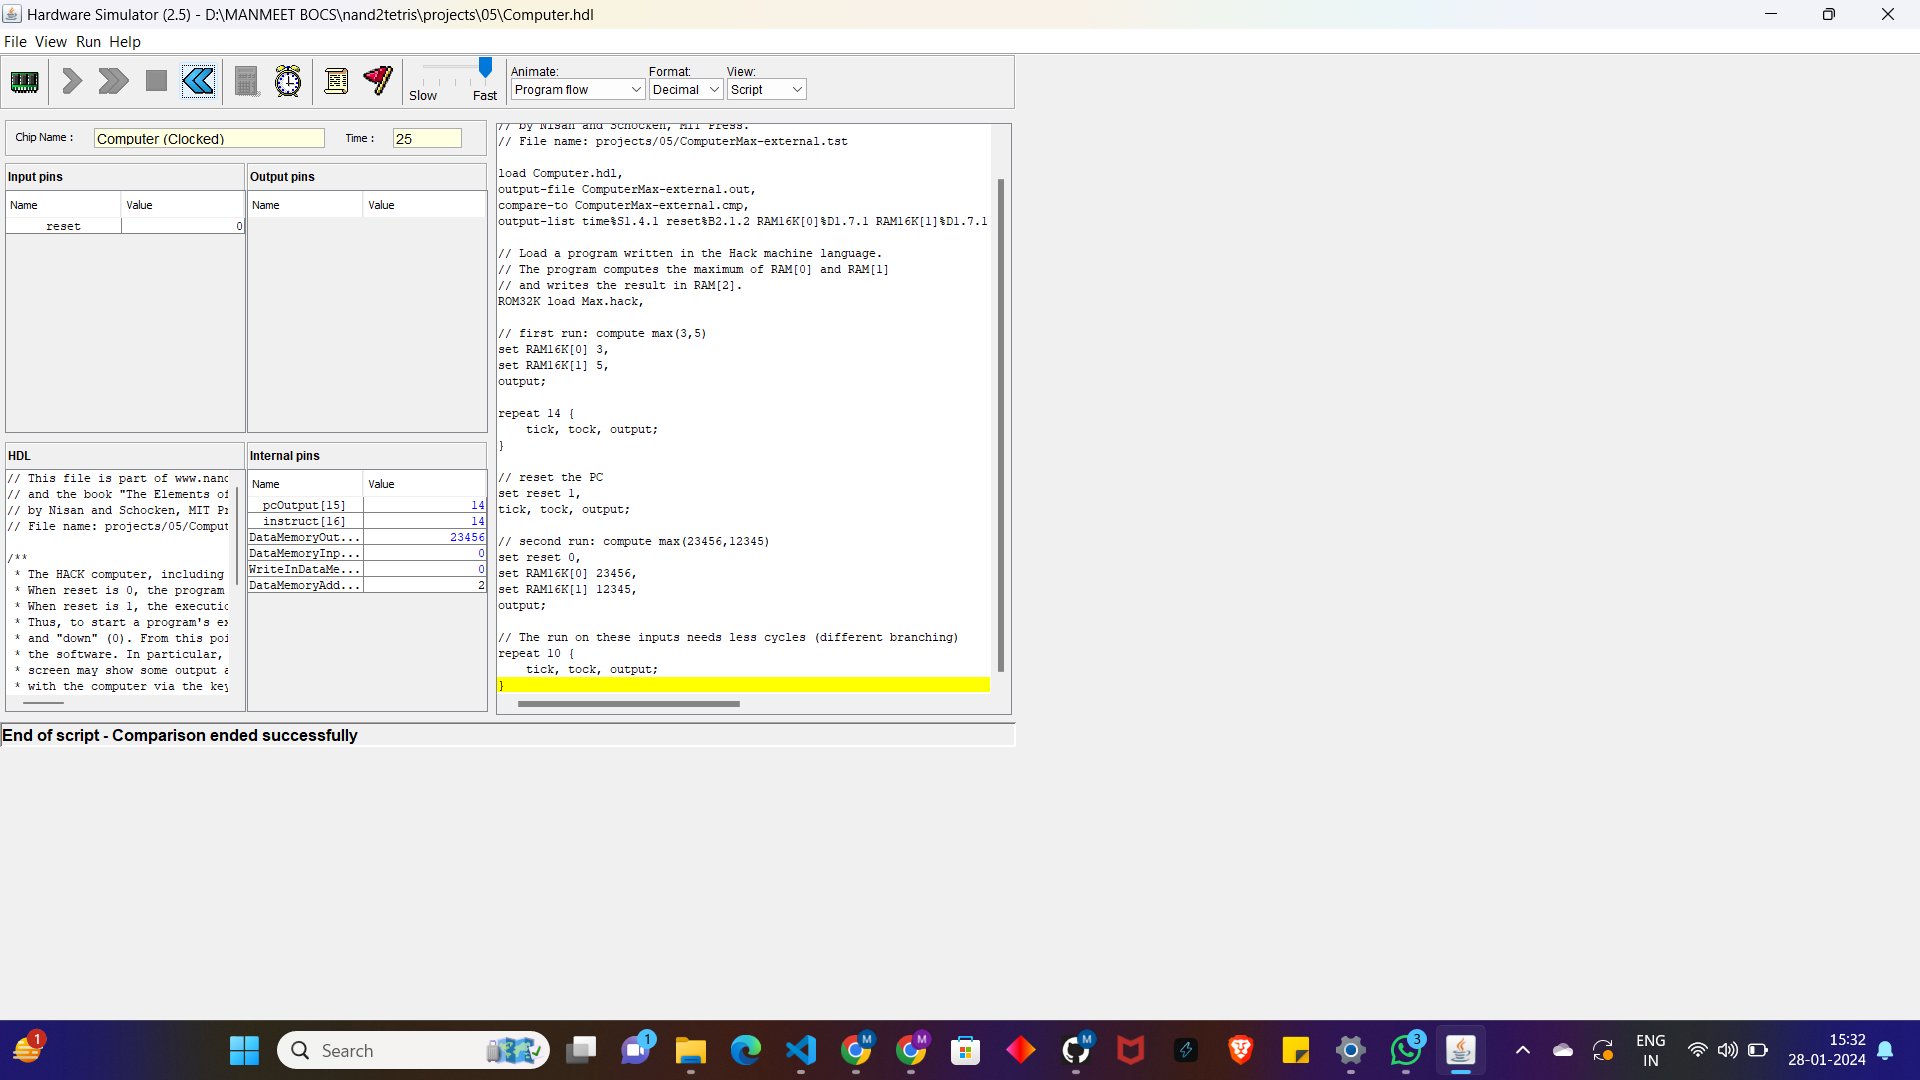 Hardware Simulator (2.5) - D:\MANMEET BOCS\nand2tetris\projects\05\Computer.hdl
File View Run Help
Slow Fast
Animate: Format: View:
Program flow Decimal Script
Chip Name : Computer (Clocked) Time : 25
Input pins
Name Value
reset 0
Output pins
Name Value
HDL
// This file is part of www.nand
// and the book "The Elements of
// by Nisan and Schocken, MIT Pr
// File name: projects/05/Comput
/**
* The HACK computer, including
* When reset is 0, the program
* When reset is 1, the executio
* Thus, to start a program's ex
* and "down" (0). From this poi
* the software. In particular,
* screen may show some output a
* with the computer via the key
Internal pins
Name Value
pcOutput[15] 14
instruct[16] 14
DataMemoryOut... 23456
DataMemoryInp... 0
WriteInDataMe... 0
DataMemoryAdd... 2
// by Nisan and Schocken, MIT Press.
// File name: projects/05/ComputerMax-external.tst
load Computer.hdl,
output-file ComputerMax-external.out,
compare-to ComputerMax-external.cmp,
output-list time%S1.4.1 reset%B2.1.2 RAM16K[0]%D1.7.1 RAM16K[1]%D1.7.1
// Load a program written in the Hack machine language.
// The program computes the maximum of RAM[0] and RAM[1]
// and writes the result in RAM[2].
ROM32K load Max.hack,
// first run: compute max(3,5)
set RAM16K[0] 3,
set RAM16K[1] 5,
output;
repeat 14 {
tick, tock, output;
}
// reset the PC
set reset 1,
tick, tock, output;
// second run: compute max(23456,12345)
set reset 0,
set RAM16K[0] 23456,
set RAM16K[1] 12345,
output;
// The run on these inputs needs less cycles (different branching)
repeat 10 {
tick, tock, output;
}
End of script - Comparison ended successfully
1
Search
1
M
M
M
3
ENG
IN
15:32
28-01-2024